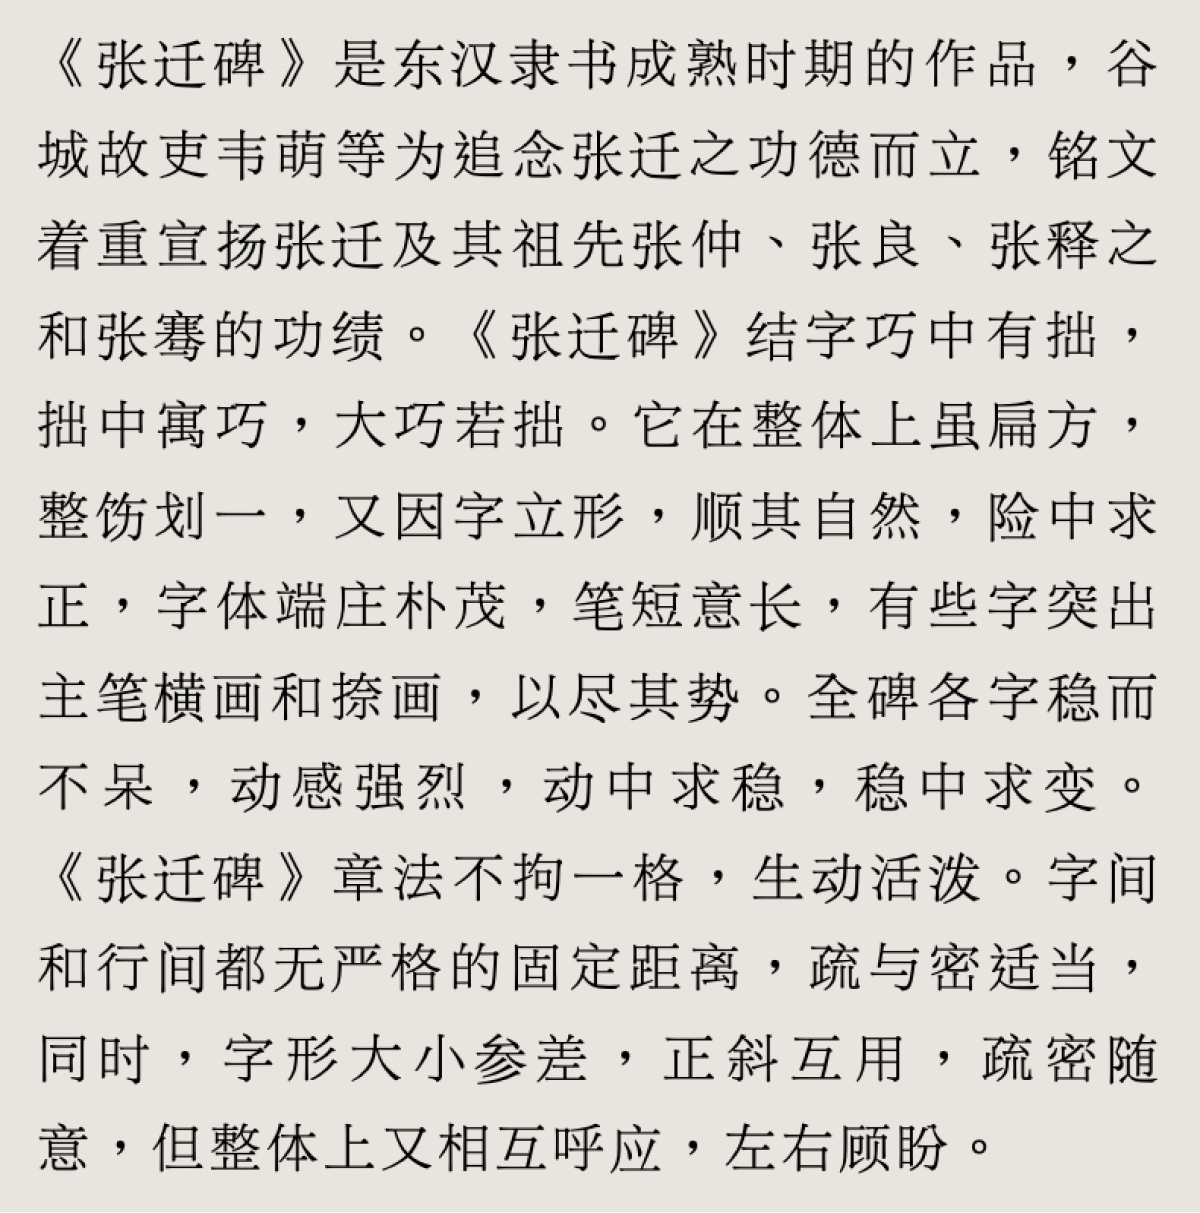 《张迁碑》是东汉隶书成熟时期的作品，谷
城故吏韦萌等为追念张迁之功德而立，铭文
着重宣扬张迁及其祖先张仲、张良、张释之
和张骞的功绩。《张迁碑》结字巧中有拙，
拙中寓巧，大巧若拙。它在整体上虽扁方，
整饬划一，又因字立形，顺其自然，险中求
正，字体端庄朴茂，笔短意长，有些字突出
主笔横画和捺画，以尽其势。全碑各字稳而
不呆，动感强烈，动中求稳，稳中求变。
《张迁碑》章法不拘一格，生动活泼。字间
和行间都无严格的固定距离，疏与密适当，
同时，字形大小参差，正斜互用，疏密随
意，但整体上又相互呼应，左右顾盼。